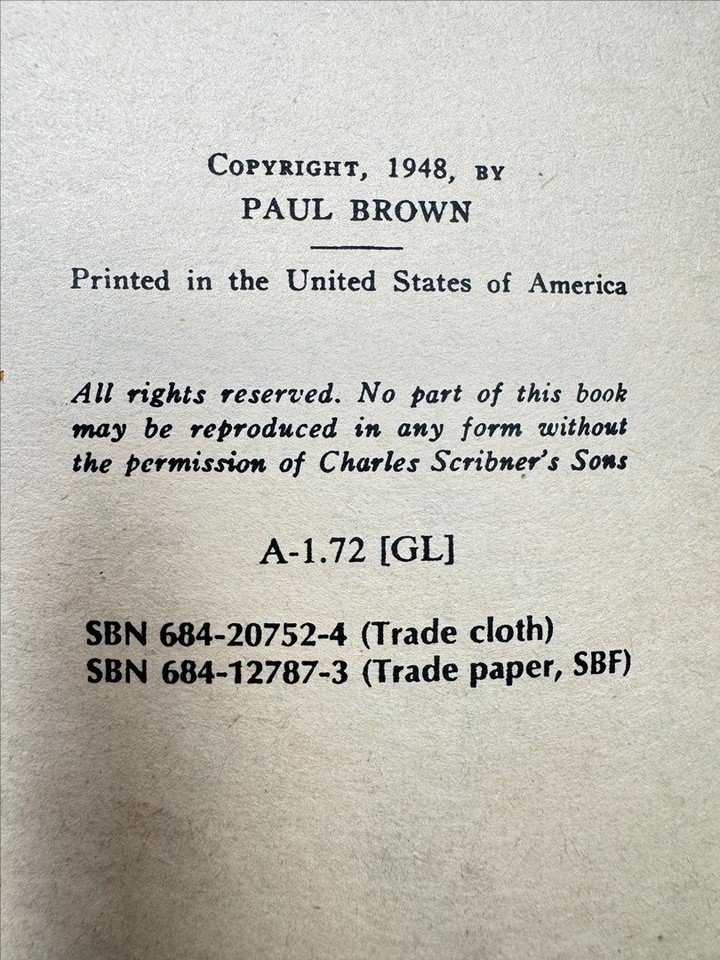 COPYRIGHT, 1948, BY
PAUL BROWN
Printed in the United States of America
All rights reserved. No part of this book
may be reproduced in any form without
the permission of Charles Scribner's Sons
A-1.72 [GL]
SBN 684-20752-4 (Trade cloth)
SBN 684-12787-3 (Trade paper, SBF)